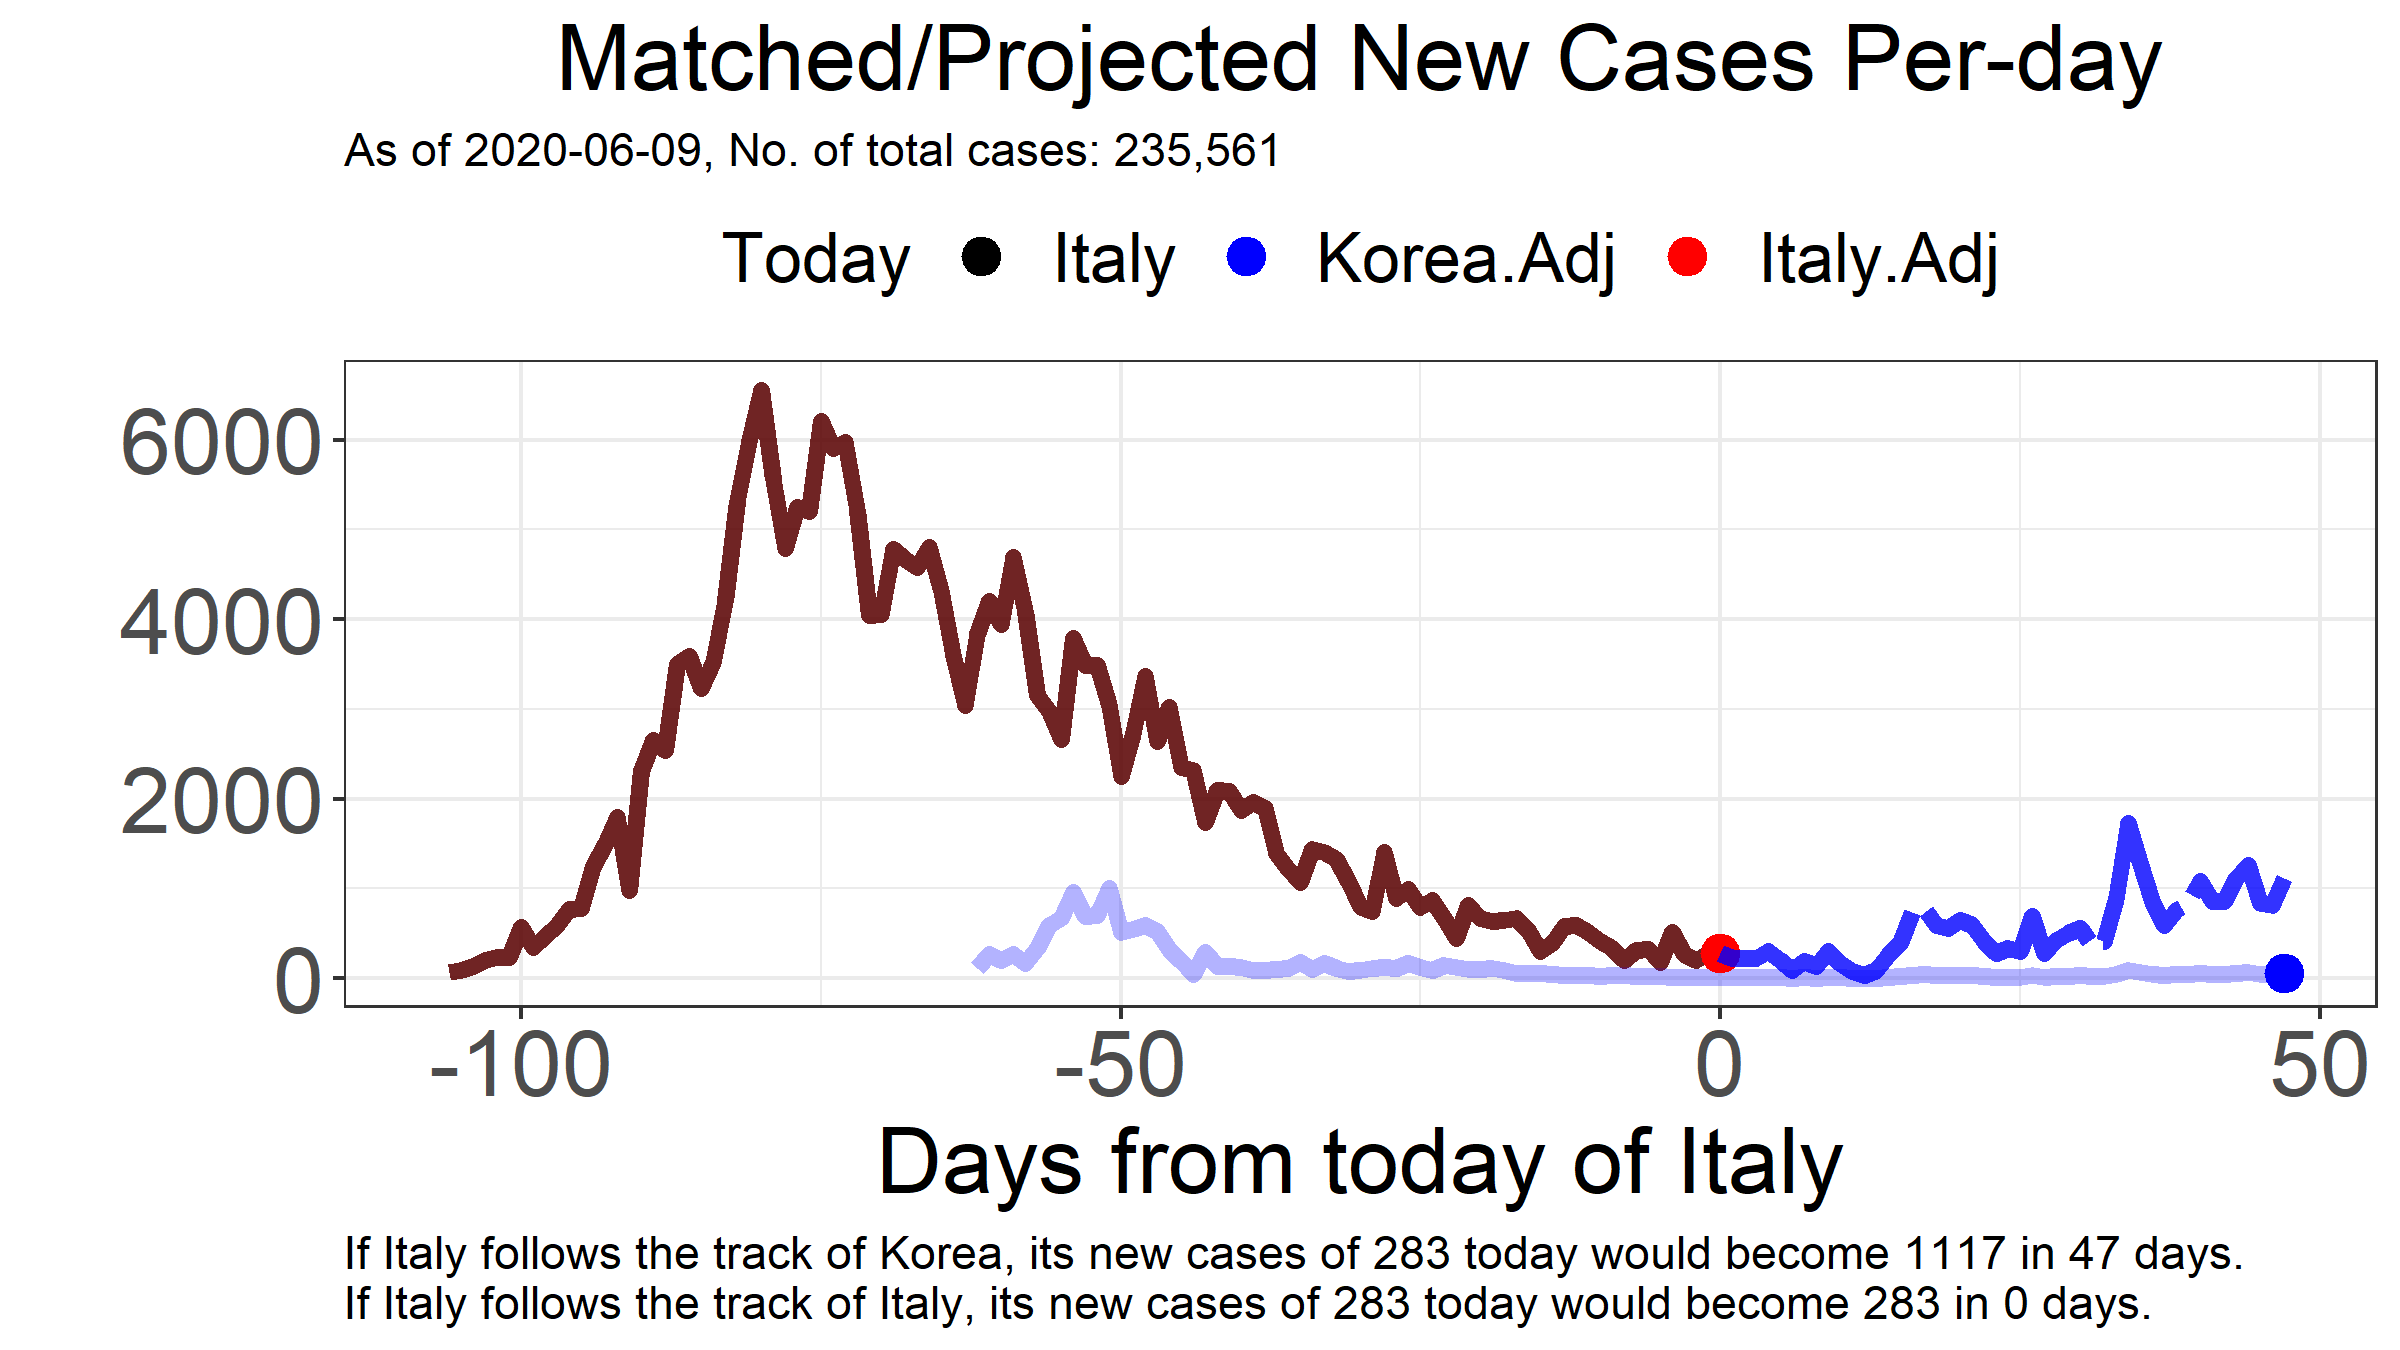 Matched/Projected New Cases Per-day
As of 2020-06-09, No. of total cases: 235,561
Today Italy Korea.Adj Italy.Adj
6000
4000
2000
0
-100 -50 0 50
Days from today of Italy
If Italy follows the track of Korea, its new cases of 283 today would become 1117 in 47 days.
If Italy follows the track of Italy, its new cases of 283 today would become 283 in 0 days.